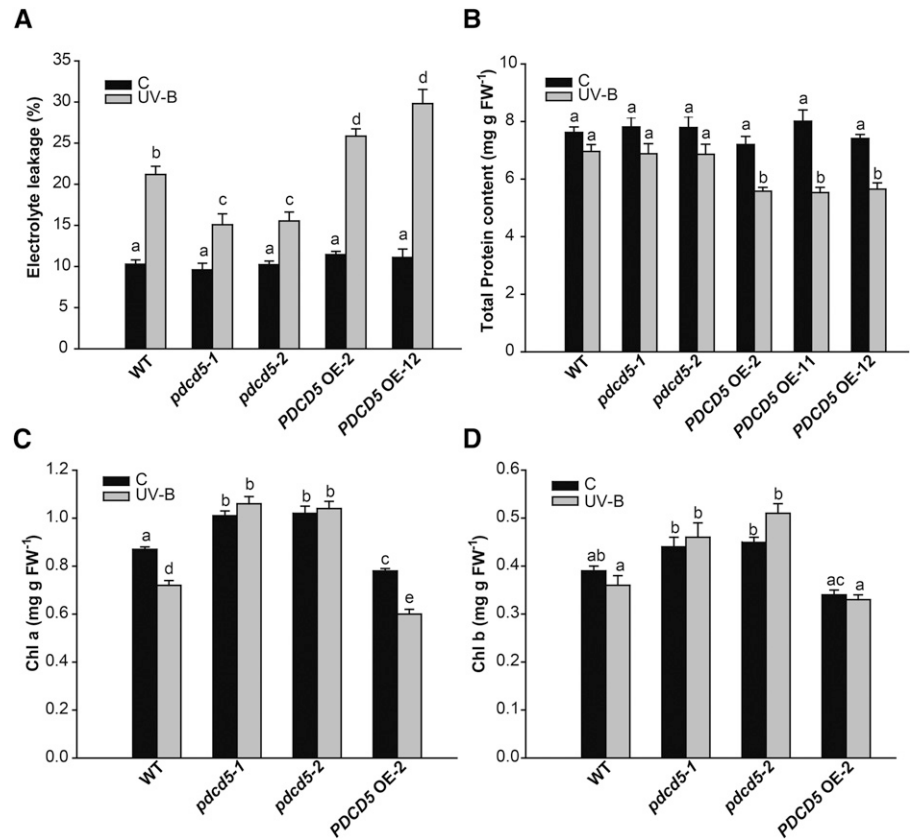 A
Electrolyte leakage (%)
35
30
25
20
15
10
5
0
C
UV-B
a
b
a
c
a
c
a
d
a
d
WT
pdcd5-1
pdcd5-2
PDCD5 OE-2
PDCD5 OE-12
B
Total Protein content (mg g FW⁻¹)
10
8
6
4
2
0
C
UV-B
a
a
a
a
a
a
a
b
a
b
a
b
WT
pdcd5-1
pdcd5-2
PDCD5 OE-2
PDCD5 OE-11
PDCD5 OE-12
C
Chl a (mg g FW⁻¹)
1.2
1.0
0.8
0.6
0.4
0.2
0.0
C
UV-B
a
d
b
b
b
b
c
e
WT
pdcd5-1
pdcd5-2
PDCD5 OE-2
D
Chl b (mg g FW⁻¹)
0.6
0.5
0.4
0.3
0.2
0.1
0.0
C
UV-B
ab
a
b
b
b
b
ac
a
WT
pdcd5-1
pdcd5-2
PDCD5 OE-2